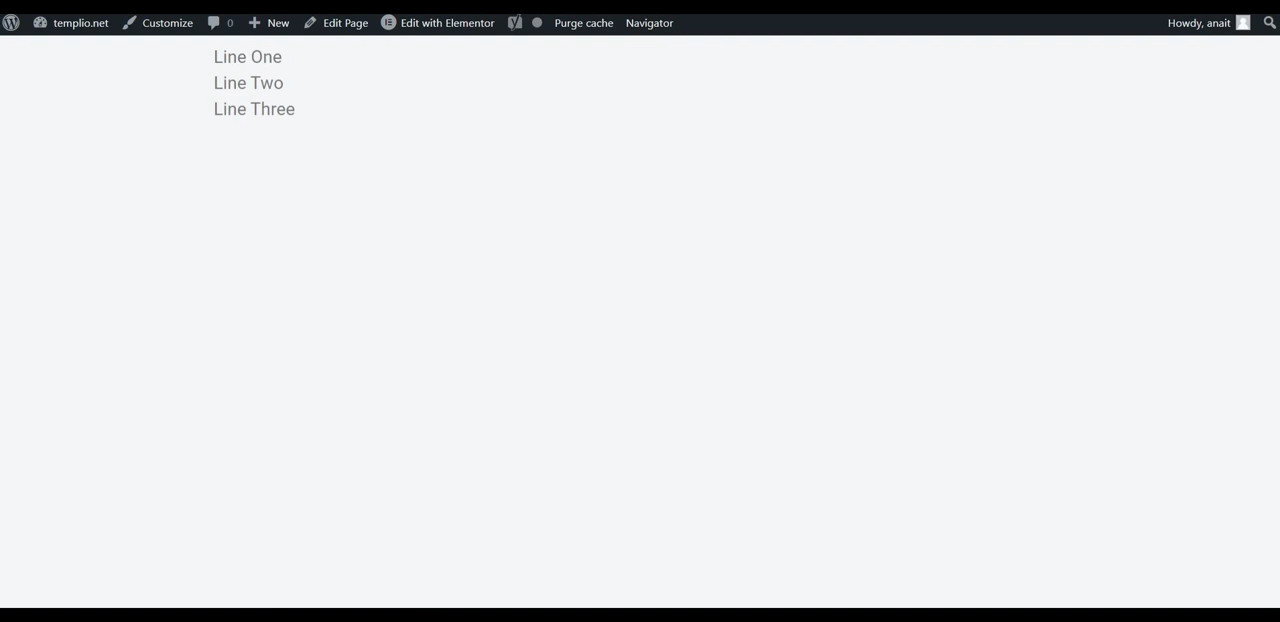 templio.net Customize 0 New Edit Page Edit with Elementor Purge cache Navigator Howdy, anait
Line One
Line Two
Line Three